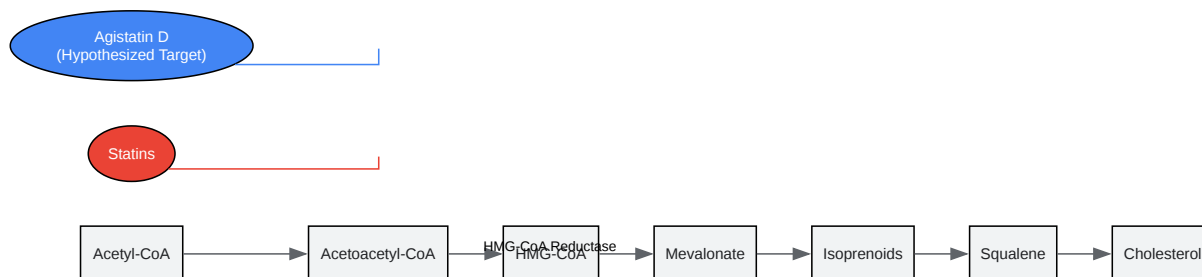 Agistatin D
(Hypothesized Target)
Statins
Acetyl-CoA
Acetoacetyl-CoA
HMG-CoA Reductase
HMG-CoA
Mevalonate
Isoprenoids
Squalene
Cholesterol